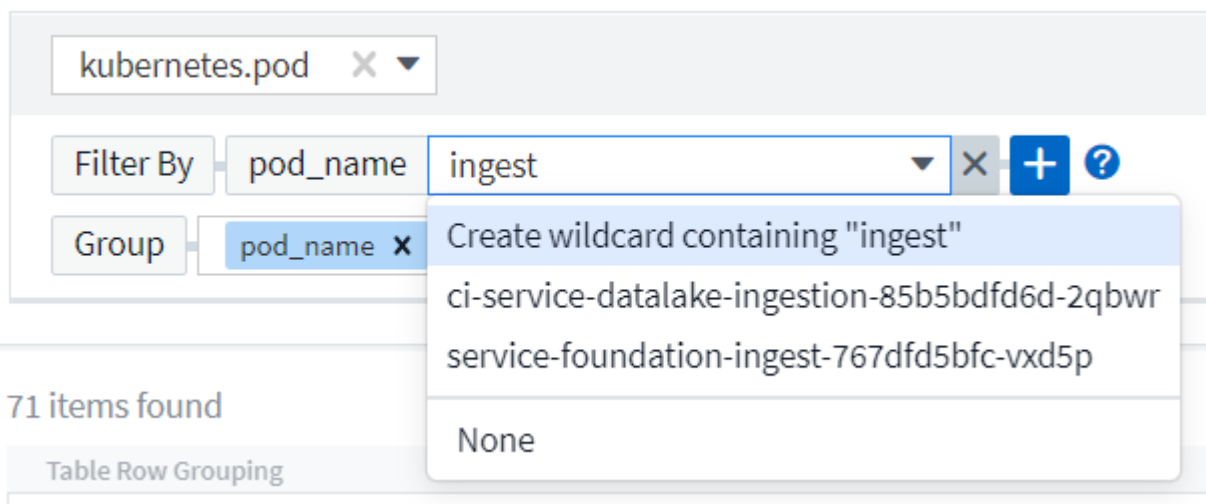 kubernetes.pod
Filter By pod_name ingest
Create wildcard containing "ingest"
Group pod_name
ci-service-datalake-ingestion-85b5bdfd6d-2qbwr
service-foundation-ingest-767dfd5bfc-vxd5p
71 items found
None
Table Row Grouping